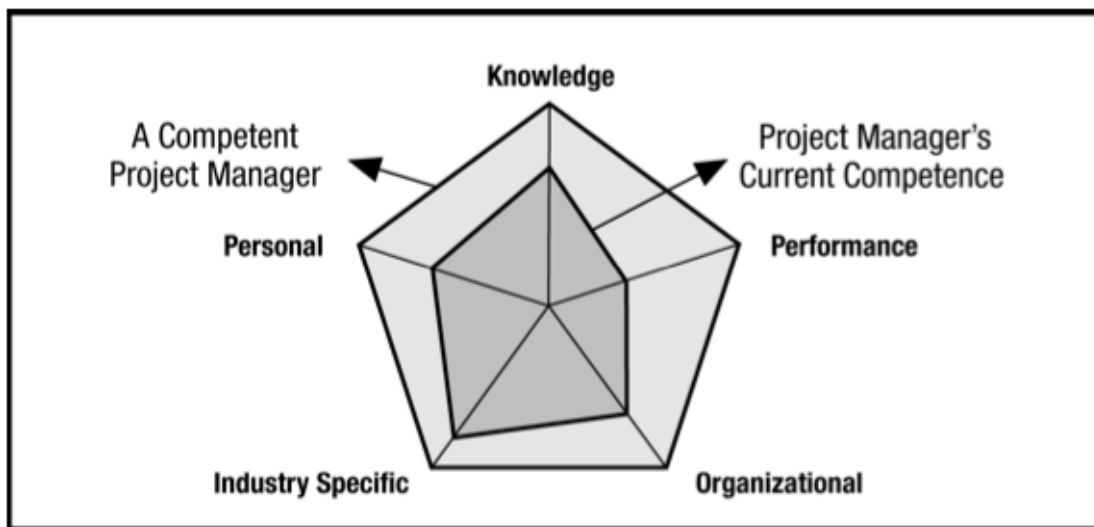 Knowledge
A Competent
Project Manager
Project Manager's
Current Competence
Personal
Performance
Industry Specific
Organizational